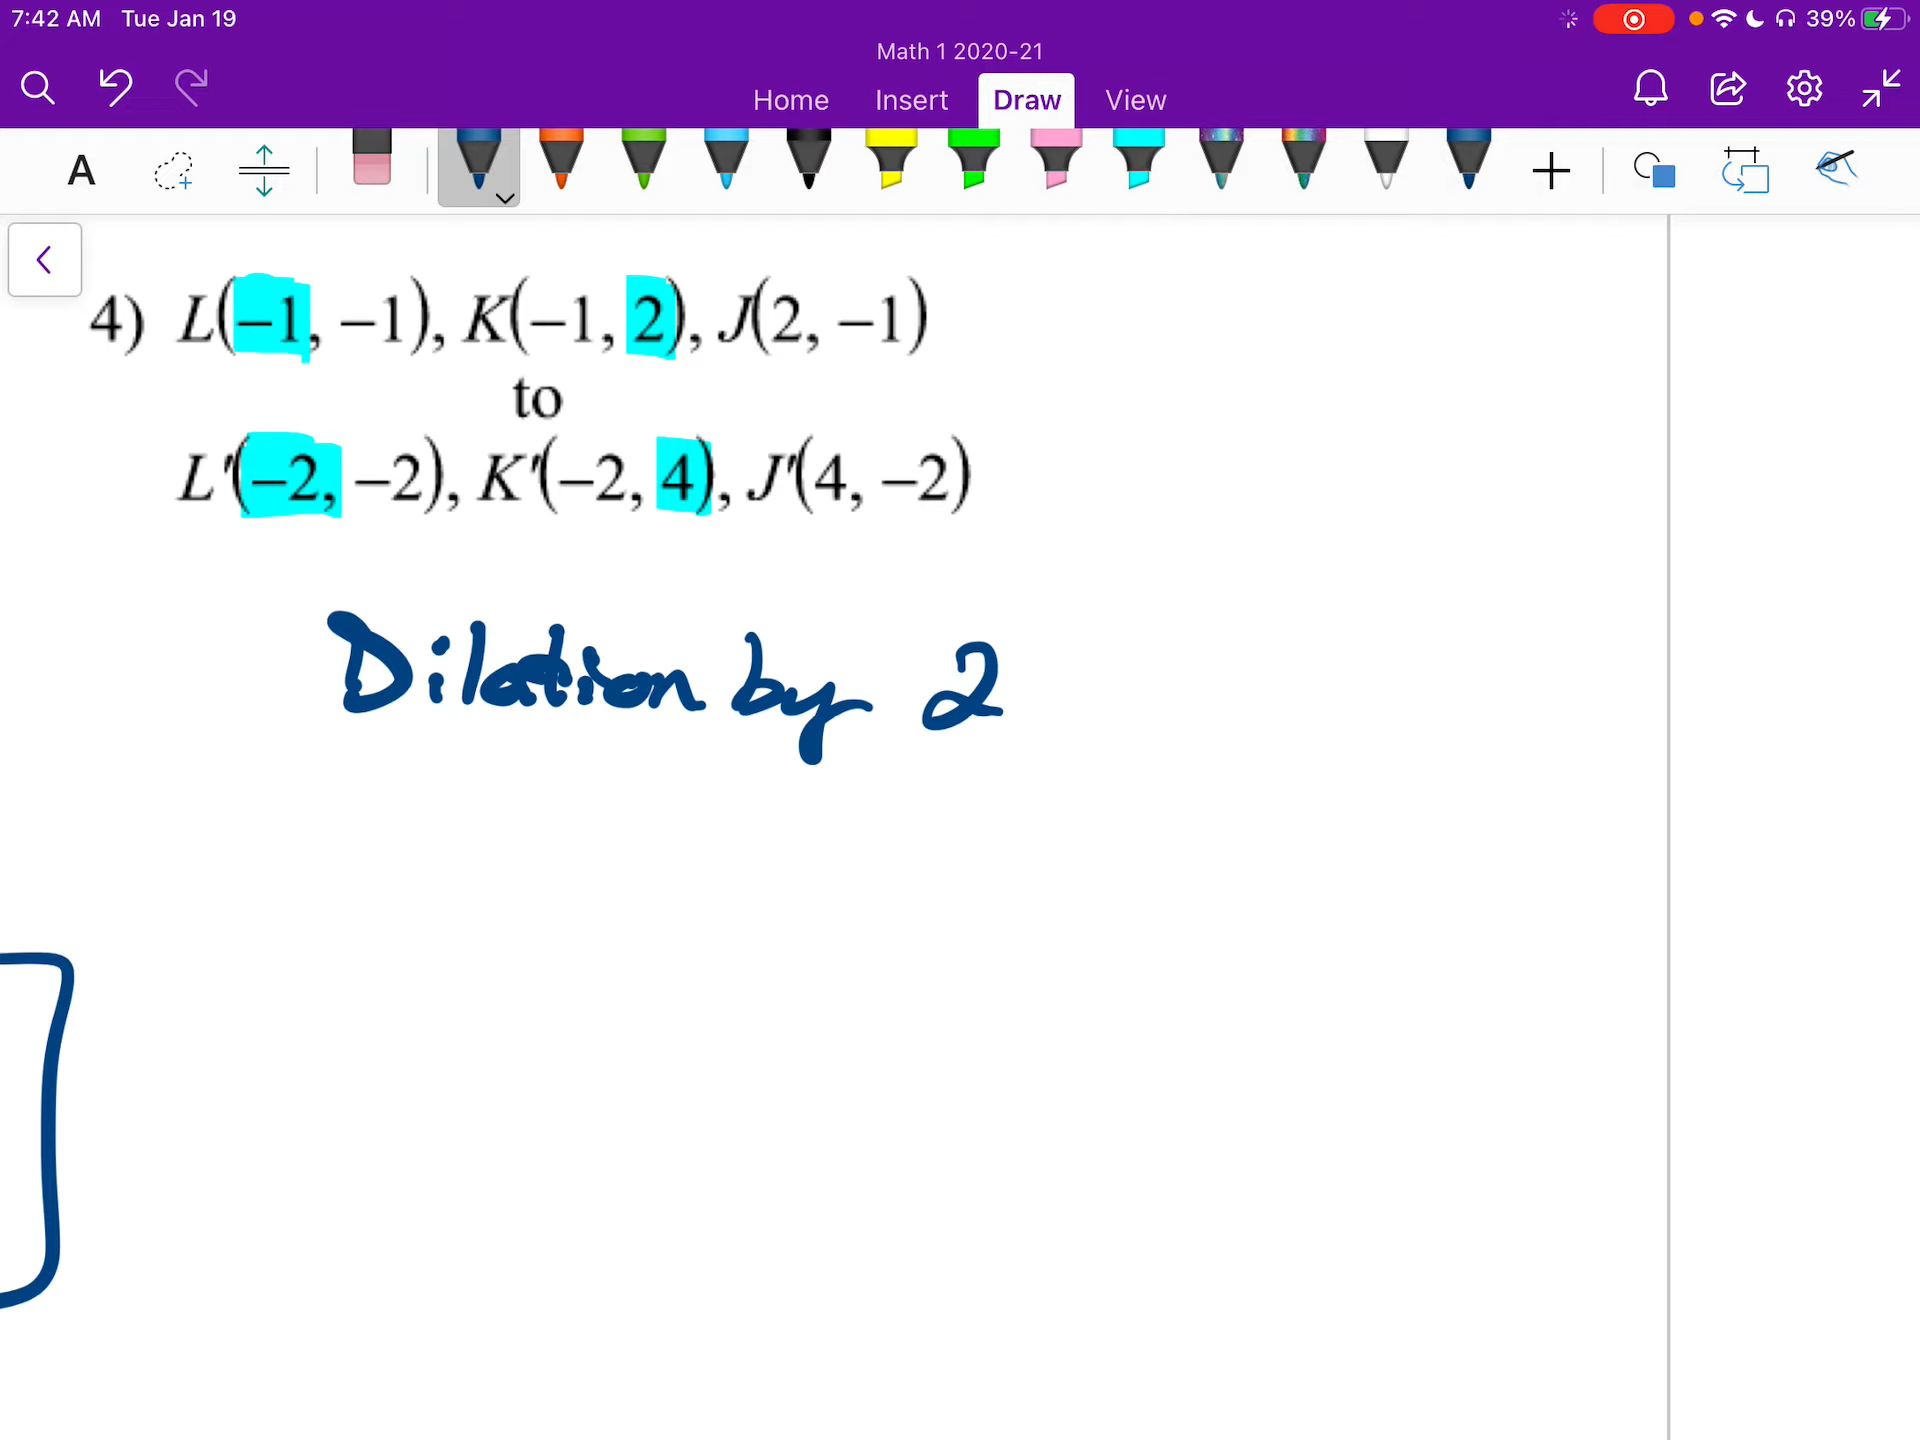 7:42 AM Tue Jan 19 39%
Math 1 2020-21
Home Insert Draw View
A
4) L(−1, −1), K(−1, 2), J(2, −1)
to
L'(−2, −2), K'(−2, 4), J'(4, −2)
Dilation by 2